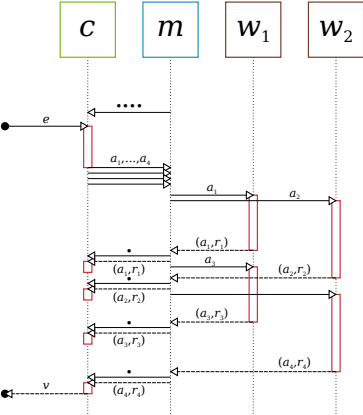 c m w₁ w₂
••••
e
a₁,...,a₄
a₁
a₂
(a₁,r₁)
•
a₃
(a₁,r₁)
(a₂,r₂)
•
(a₂,r₂)
(a₃,r₃)
•
(a₃,r₃)
(a₄,r₄)
•
v
(a₄,r₄)